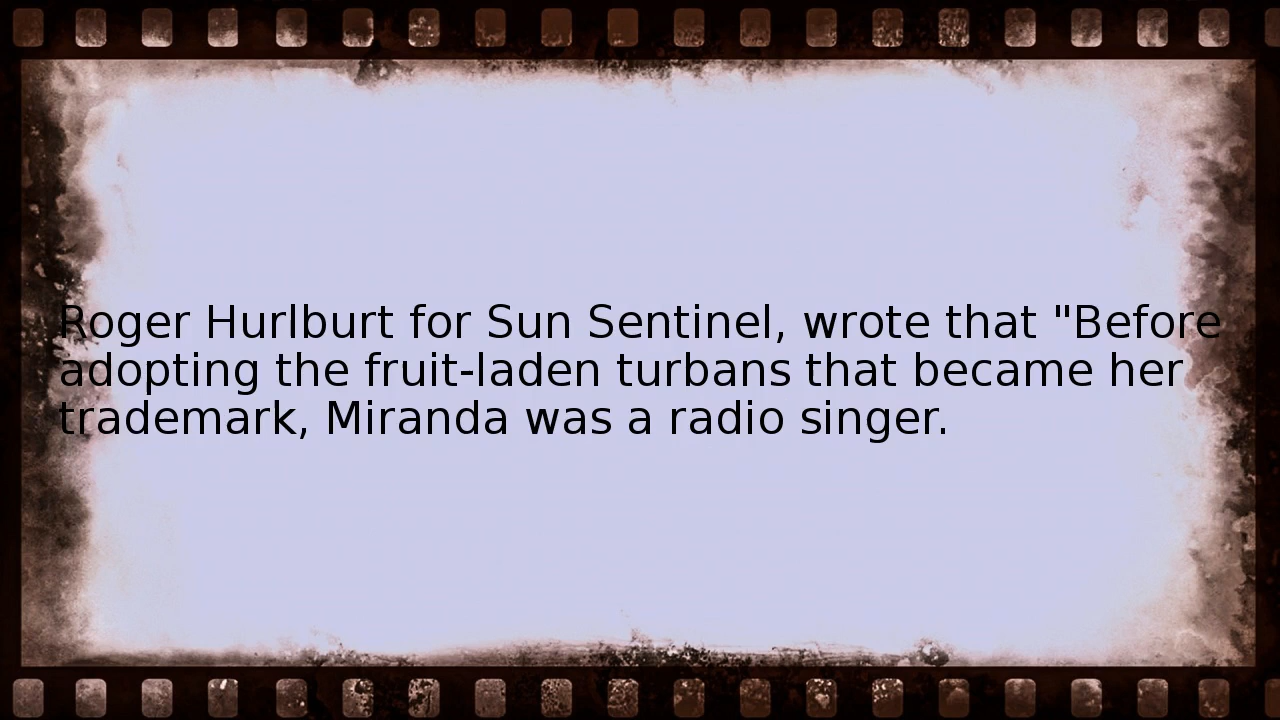 Roger Hurlburt for Sun Sentinel, wrote that "Before
adopting the fruit-laden turbans that became her
trademark, Miranda was a radio singer.